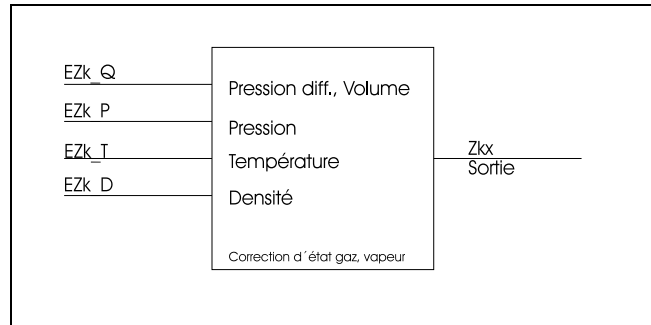 EZk_Q
Pression diff., Volume
EZk_P
Pression
EZk_T
Température
Zkx
Sortie
EZk_D
Densité
Correction d´état gaz, vapeur